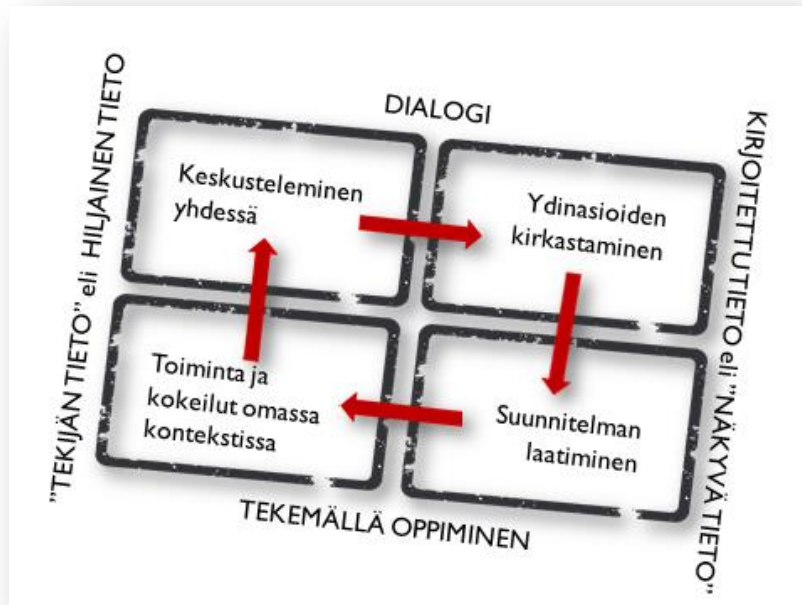 DIALOGI
"TEKIJÄN TIETO" eli HILJAINEN TIETO
Keskusteleminen
yhdessä
Ydinasioiden
kirkastaminen
KIRJOITETTU TIETO eli "NÄKYVÄ TIETO"
Toiminta ja
kokeilut omassa
kontekstissa
Suunnitelman
laatiminen
TEKEMÄLLÄ OPPIMINEN